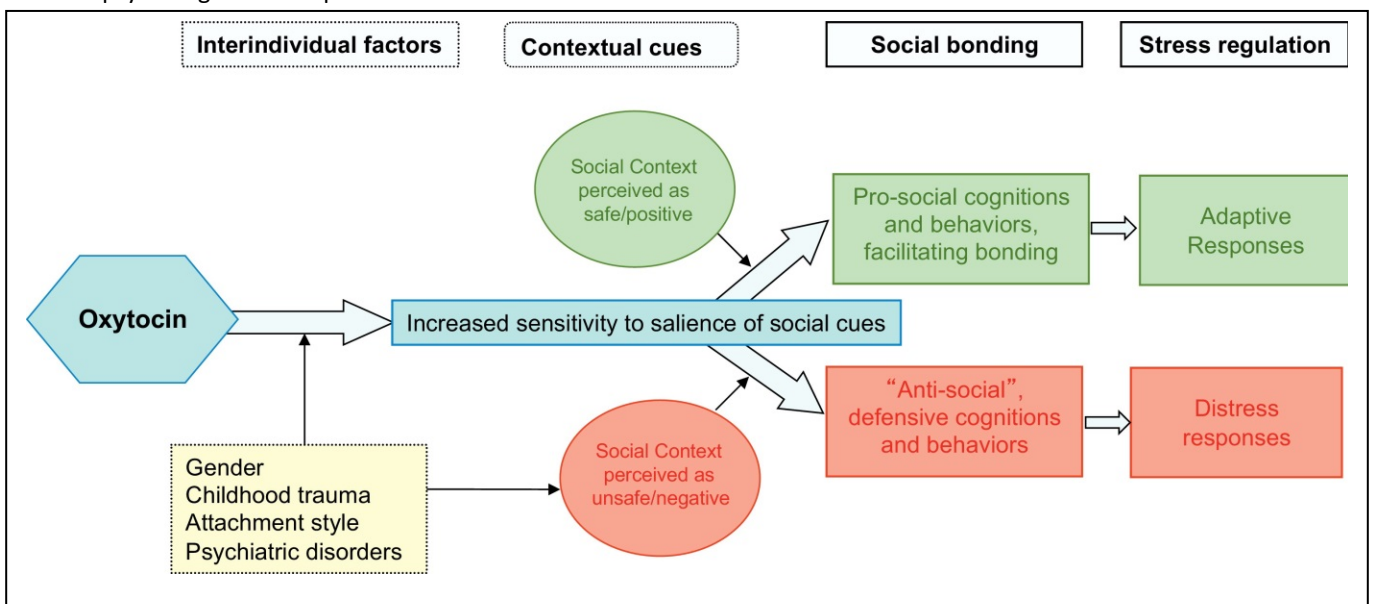 Interindividual factors
Contextual cues
Social bonding
Stress regulation
Social Context
perceived as
safe/positive
Pro-social cognitions
and behaviors,
facilitating bonding
Adaptive
Responses
Oxytocin
Increased sensitivity to salience of social cues
"Anti-social",
defensive cognitions
and behaviors
Distress
responses
Social Context
perceived as
unsafe/negative
Gender
Childhood trauma
Attachment style
Psychiatric disorders